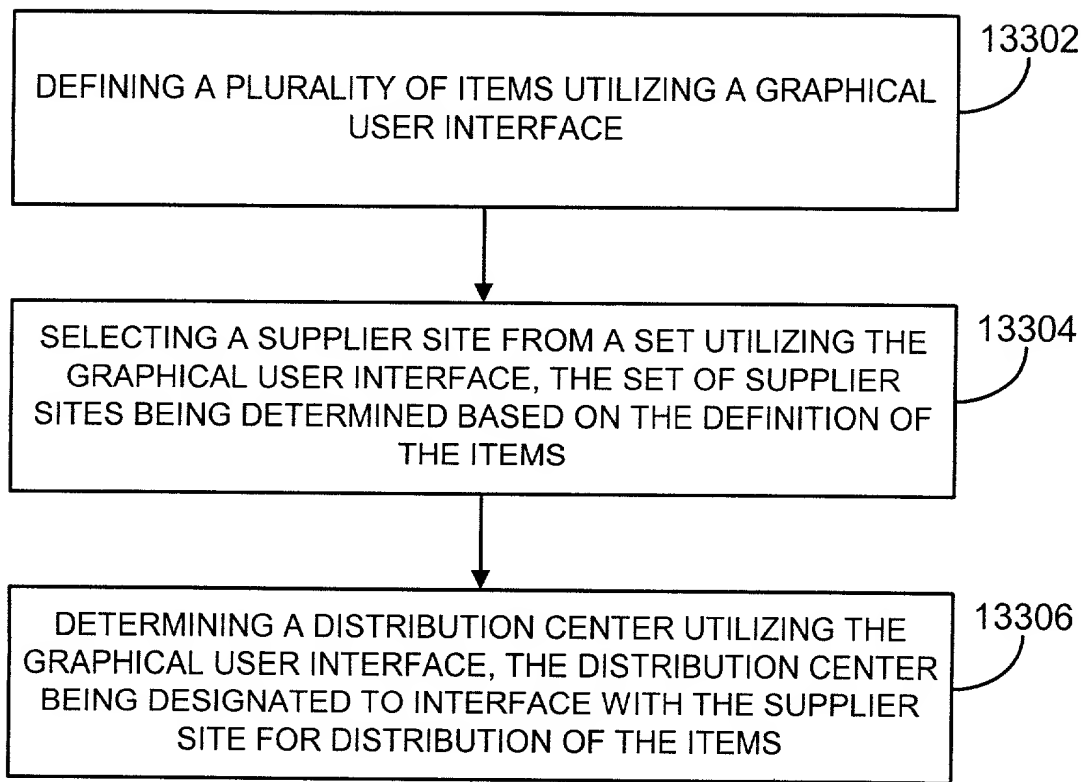 13302
DEFINING A PLURALITY OF ITEMS UTILIZING A GRAPHICAL
USER INTERFACE
13304
SELECTING A SUPPLIER SITE FROM A SET UTILIZING THE
GRAPHICAL USER INTERFACE, THE SET OF SUPPLIER
SITES BEING DETERMINED BASED ON THE DEFINITION OF
THE ITEMS
13306
DETERMINING A DISTRIBUTION CENTER UTILIZING THE
GRAPHICAL USER INTERFACE, THE DISTRIBUTION CENTER
BEING DESIGNATED TO INTERFACE WITH THE SUPPLIER
SITE FOR DISTRIBUTION OF THE ITEMS